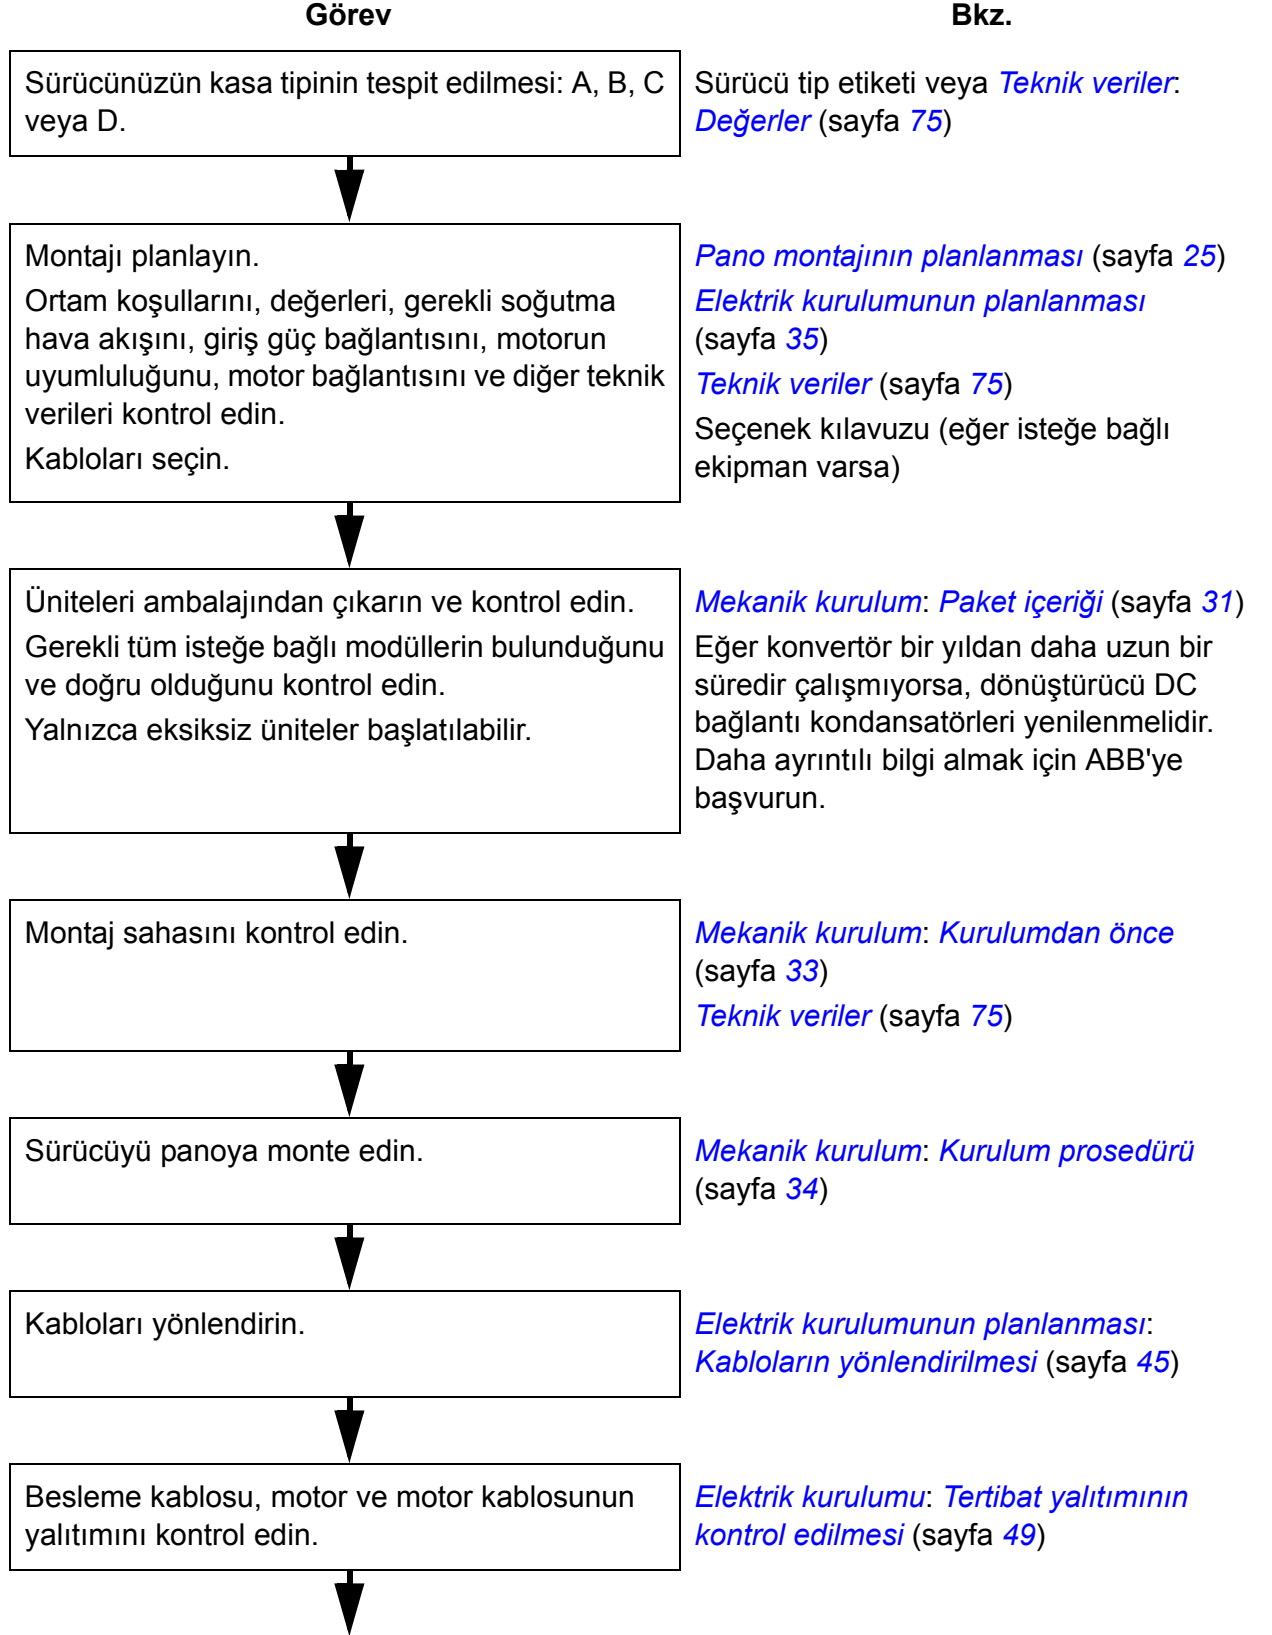 Görev
Bkz.
Sürücünüzün kasa tipinin tespit edilmesi: A, B, C
veya D.
Sürücü tip etiketi veya Teknik veriler:
Değerler (sayfa 75)
Montajı planlayın.
Ortam koşullarını, değerleri, gerekli soğutma
hava akışını, giriş güç bağlantısını, motorun
uyumluluğunu, motor bağlantısını ve diğer teknik
verileri kontrol edin.
Kabloları seçin.
Pano montajının planlanması (sayfa 25)
Elektrik kurulumunun planlanması
(sayfa 35)
Teknik veriler (sayfa 75)
Seçenek kılavuzu (eğer isteğe bağlı
ekipman varsa)
Üniteleri ambalajından çıkarın ve kontrol edin.
Gerekli tüm isteğe bağlı modüllerin bulunduğunu
ve doğru olduğunu kontrol edin.
Yalnızca eksiksiz üniteler başlatılabilir.
Mekanik kurulum: Paket içeriği (sayfa 31)
Eğer konvertör bir yıldan daha uzun bir
süredir çalışmıyorsa, dönüştürücü DC
bağlantı kondansatörleri yenilenmelidir.
Daha ayrıntılı bilgi almak için ABB'ye
başvurun.
Montaj sahasını kontrol edin.
Mekanik kurulum: Kurulumdan önce
(sayfa 33)
Teknik veriler (sayfa 75)
Sürücüyü panoya monte edin.
Mekanik kurulum: Kurulum prosedürü
(sayfa 34)
Kabloları yönlendirin.
Elektrik kurulumunun planlanması:
Kabloların yönlendirilmesi (sayfa 45)
Besleme kablosu, motor ve motor kablosunun
yalıtımını kontrol edin.
Elektrik kurulumu: Tertibat yalıtımının
kontrol edilmesi (sayfa 49)